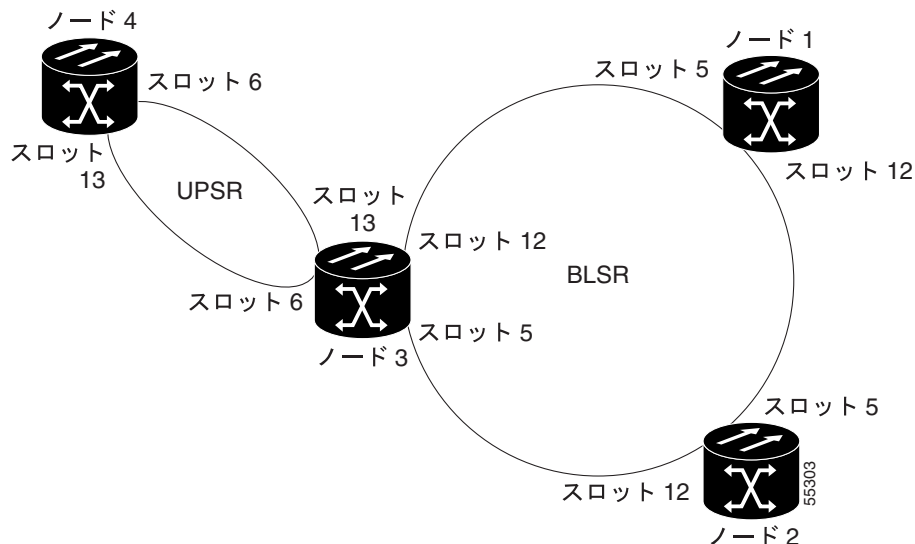 ノード 4
スロット 6
スロット
13
UPSR
スロット
13
スロット 6
ノード 3
スロット 12
スロット 5
BLSR
スロット 5
ノード 1
スロット 12
スロット 5
スロット 12
ノード 2
55303